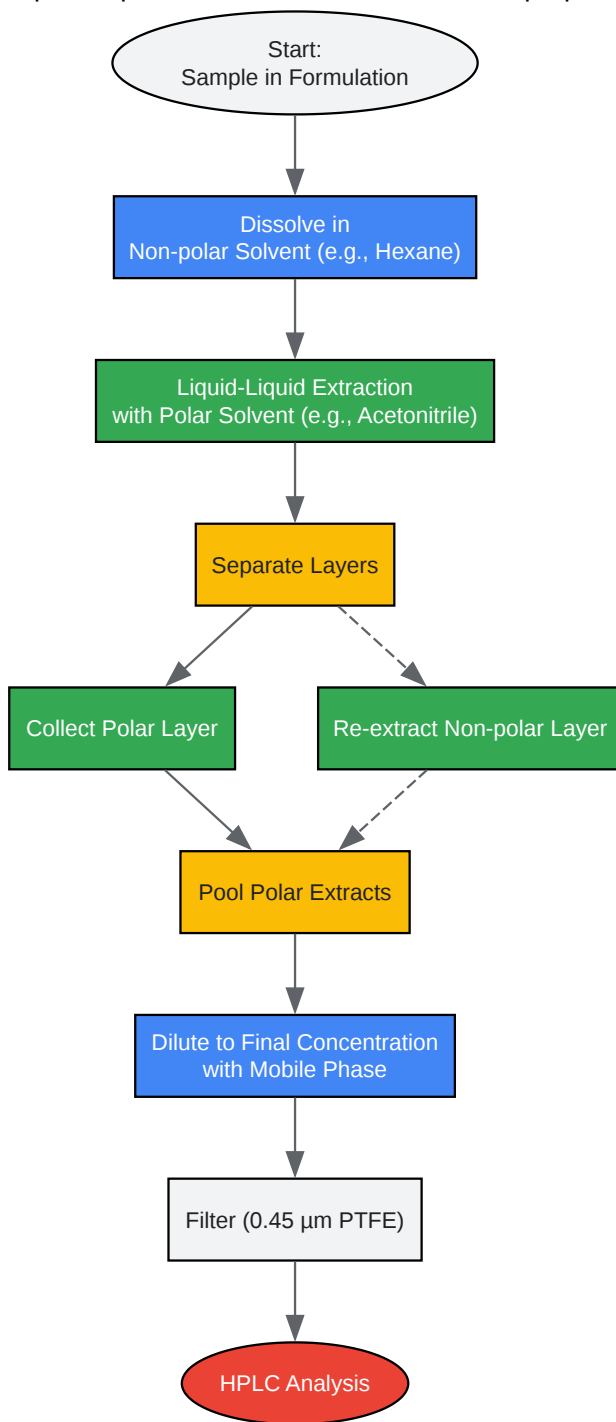 Start:
Sample in Formulation
Dissolve in
Non-polar Solvent (e.g., Hexane)
Liquid-Liquid Extraction
with Polar Solvent (e.g., Acetonitrile)
Separate Layers
Collect Polar Layer
Re-extract Non-polar Layer
Pool Polar Extracts
Dilute to Final Concentration
with Mobile Phase
Filter (0.45 µm PTFE)
HPLC Analysis